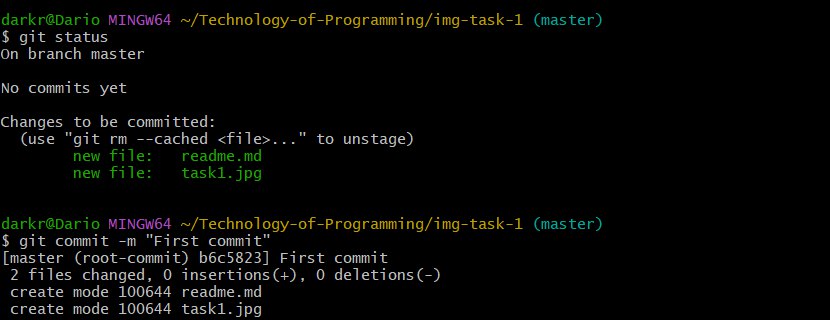 darkr@Dario MINGW64 ~/Technology-of-Programming/img-task-1 (master)
$ git status
On branch master
No commits yet
Changes to be committed:
  (use "git rm --cached <file>..." to unstage)
        new file:   readme.md
        new file:   task1.jpg
darkr@Dario MINGW64 ~/Technology-of-Programming/img-task-1 (master)
$ git commit -m "First commit"
[master (root-commit) b6c5823] First commit
 2 files changed, 0 insertions(+), 0 deletions(-)
 create mode 100644 readme.md
 create mode 100644 task1.jpg